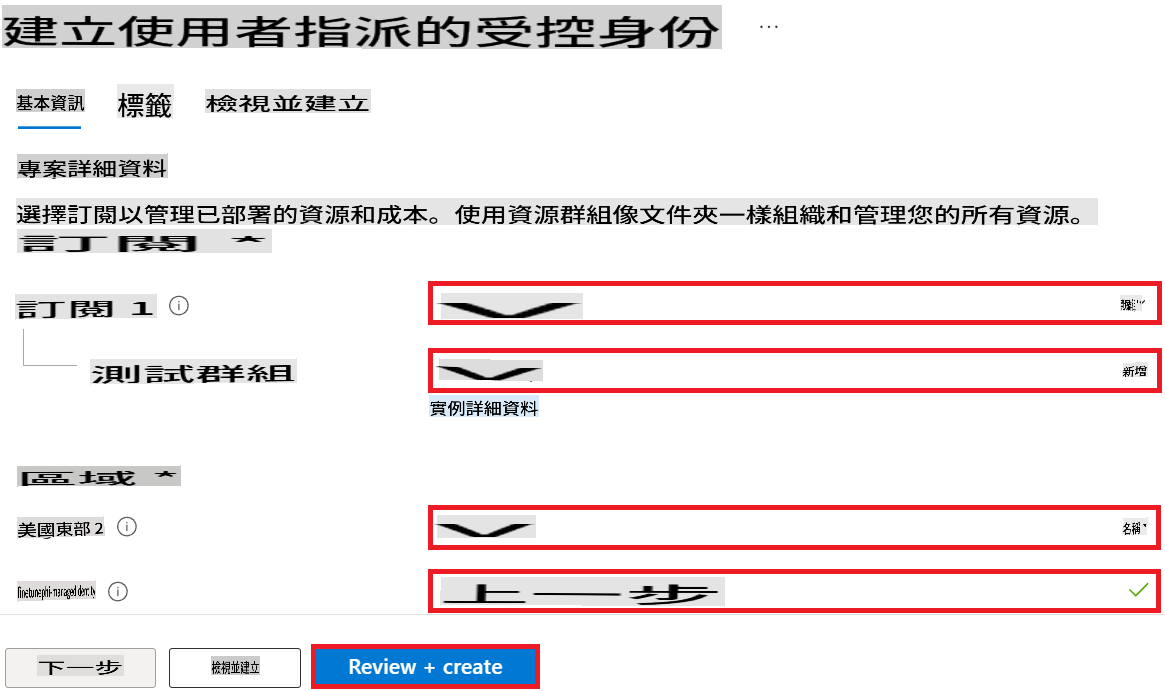 建立使用者指派的受控身份 ...
基本資訊 標籤 檢視並建立
專案詳細資料
選擇訂閱以管理已部署的資源和成本。使用資源群組像文件夾一樣組織和管理您的所有資源。
訂閱 *
訂閱 1
測試群組 新增
實例詳細資料
區域 *
美國東部 2 名稱*
finetunephi-managedidentity 上一步
下一步 檢視並建立 Review + create